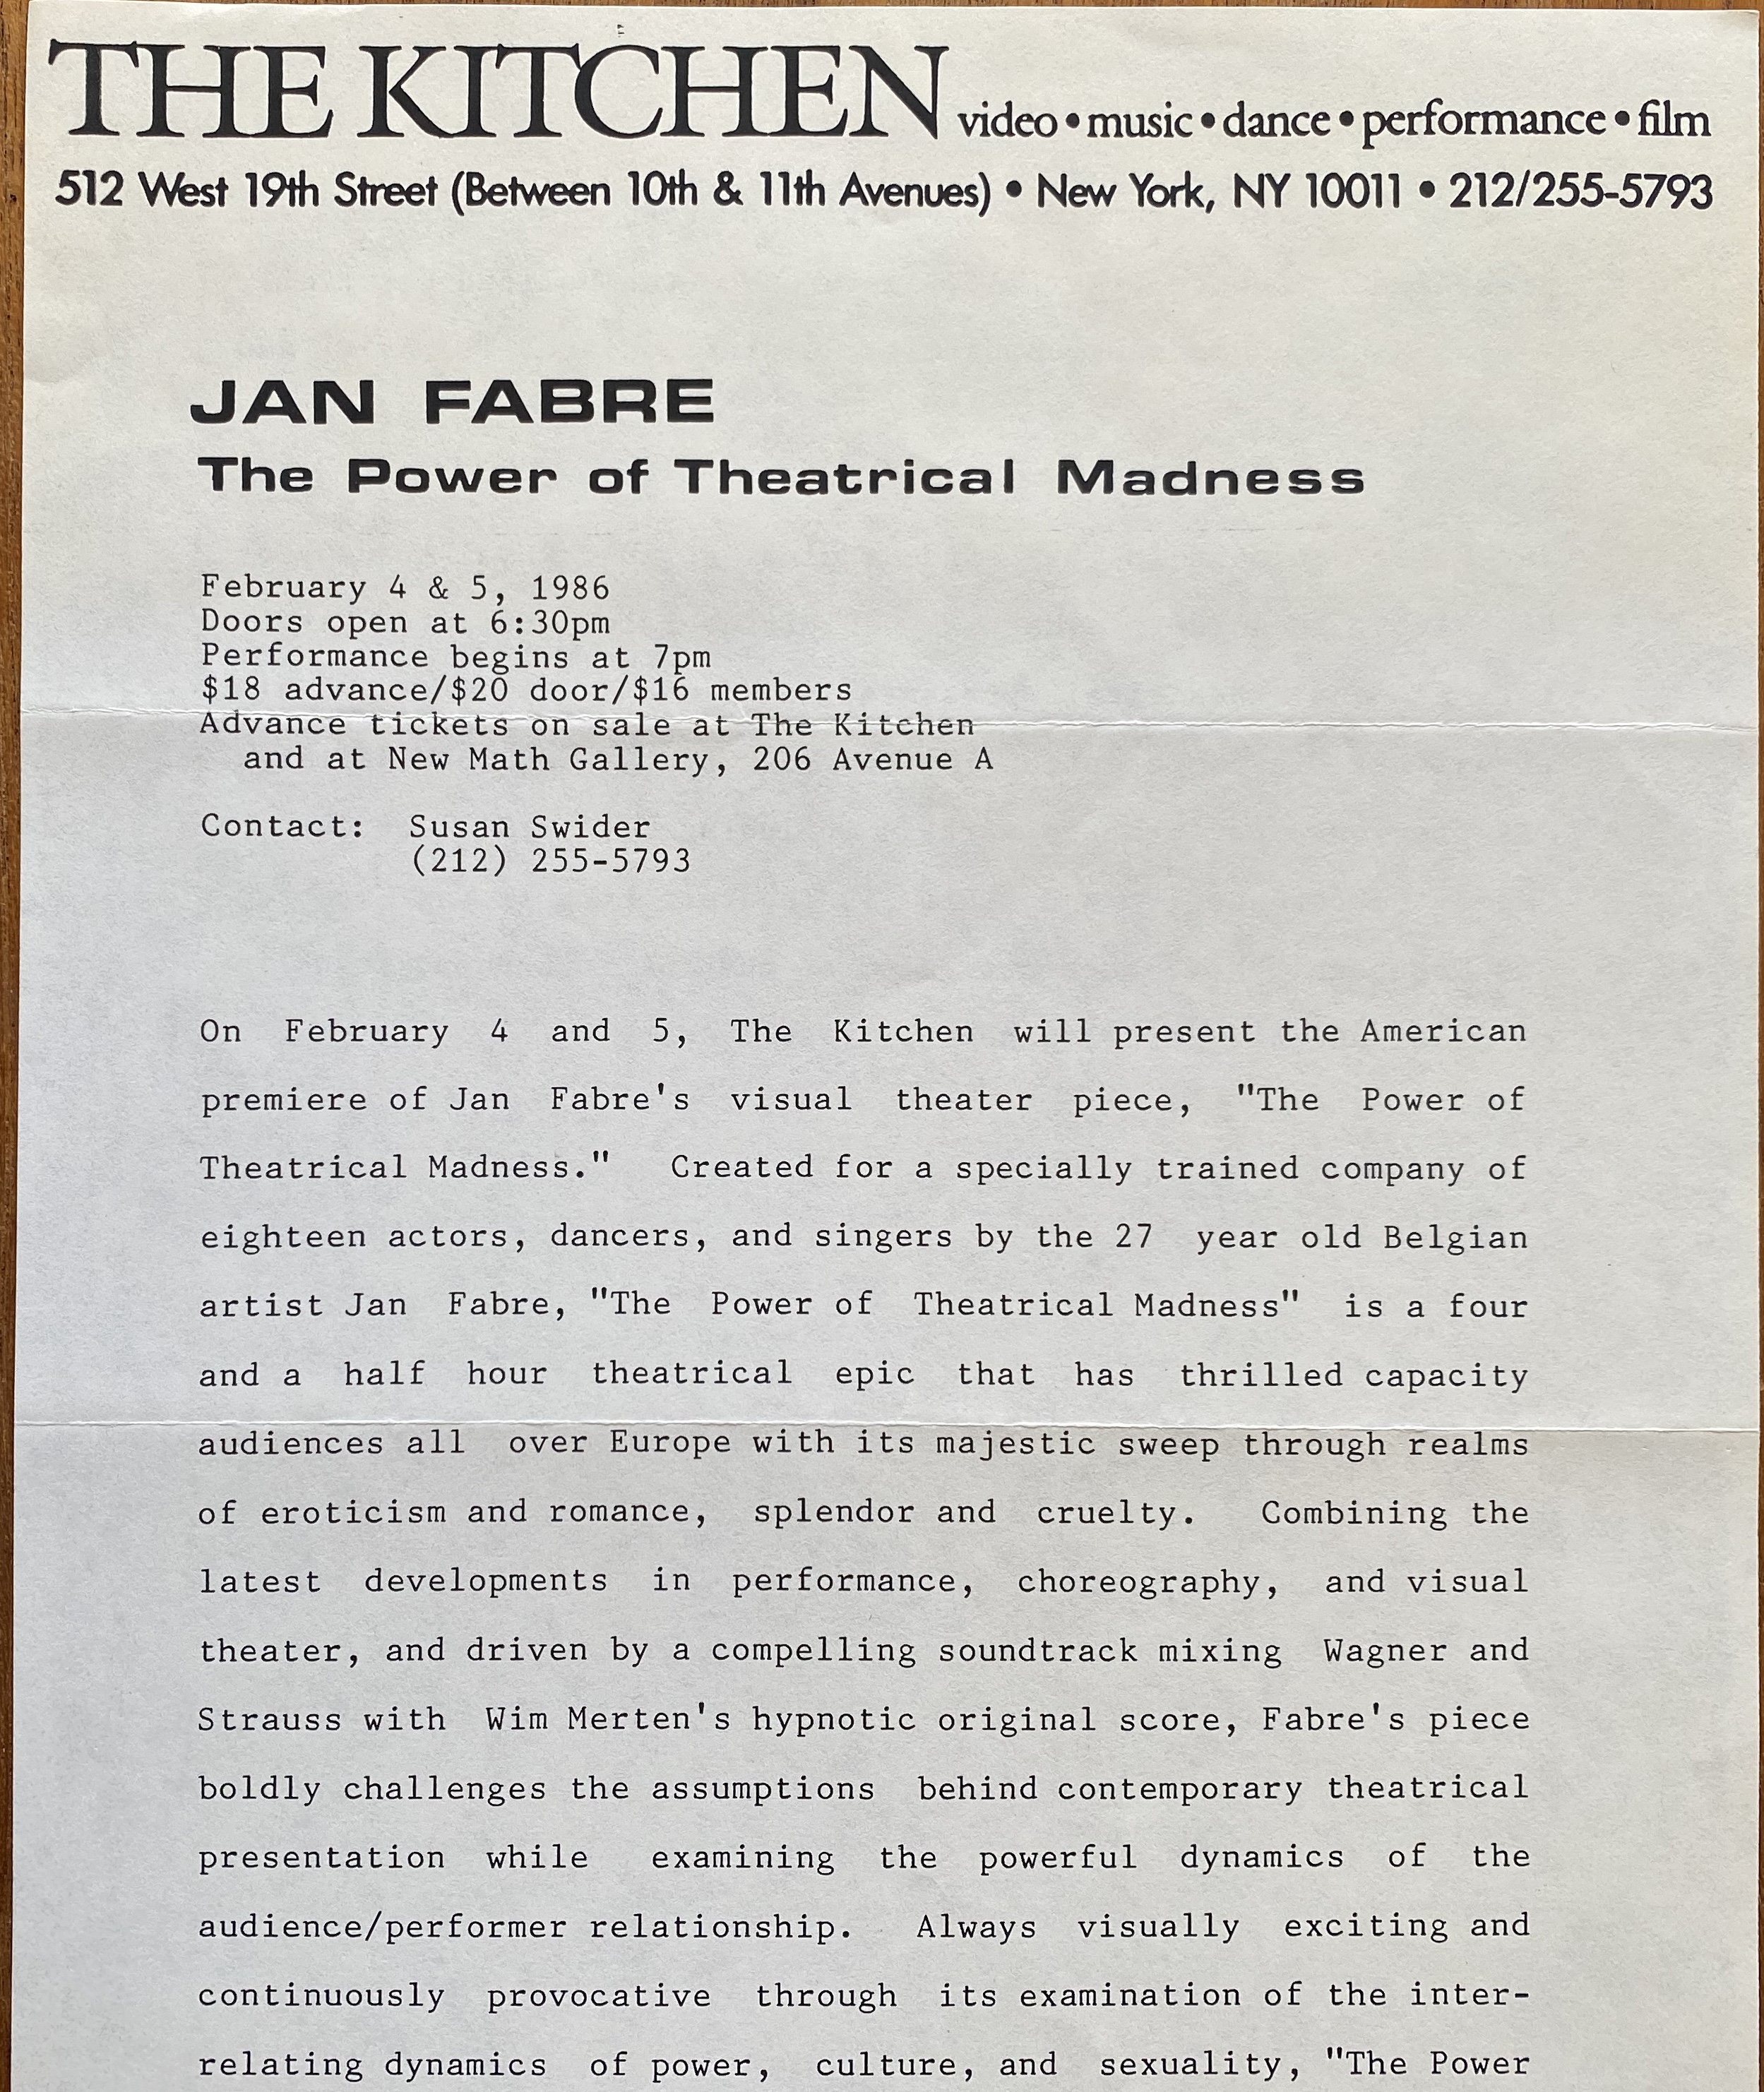 THE KITCHEN video • music • dance • performance • film
512 West 19th Street (Between 10th & 11th Avenues) • New York, NY 10011 • 212/255-5793
JAN FABRE
The Power of Theatrical Madness
February 4 & 5, 1986
Doors open at 6:30pm
Performance begins at 7pm
$18 advance/$20 door/$16 members
Advance tickets on sale at The Kitchen
and at New Math Gallery, 206 Avenue A
Contact: Susan Swider
(212) 255-5793
On February 4 and 5, The Kitchen will present the American
premiere of Jan Fabre's visual theater piece, "The Power of
Theatrical Madness." Created for a specially trained company of
eighteen actors, dancers, and singers by the 27 year old Belgian
artist Jan Fabre, "The Power of Theatrical Madness" is a four
and a half hour theatrical epic that has thrilled capacity
audiences all over Europe with its majestic sweep through realms
of eroticism and romance, splendor and cruelty. Combining the
latest developments in performance, choreography, and visual
theater, and driven by a compelling soundtrack mixing Wagner and
Strauss with Wim Merten's hypnotic original score, Fabre's piece
boldly challenges the assumptions behind contemporary theatrical
presentation while examining the powerful dynamics of the
audience/performer relationship. Always visually exciting and
continuously provocative through its examination of the inter-
relating dynamics of power, culture, and sexuality, "The Power